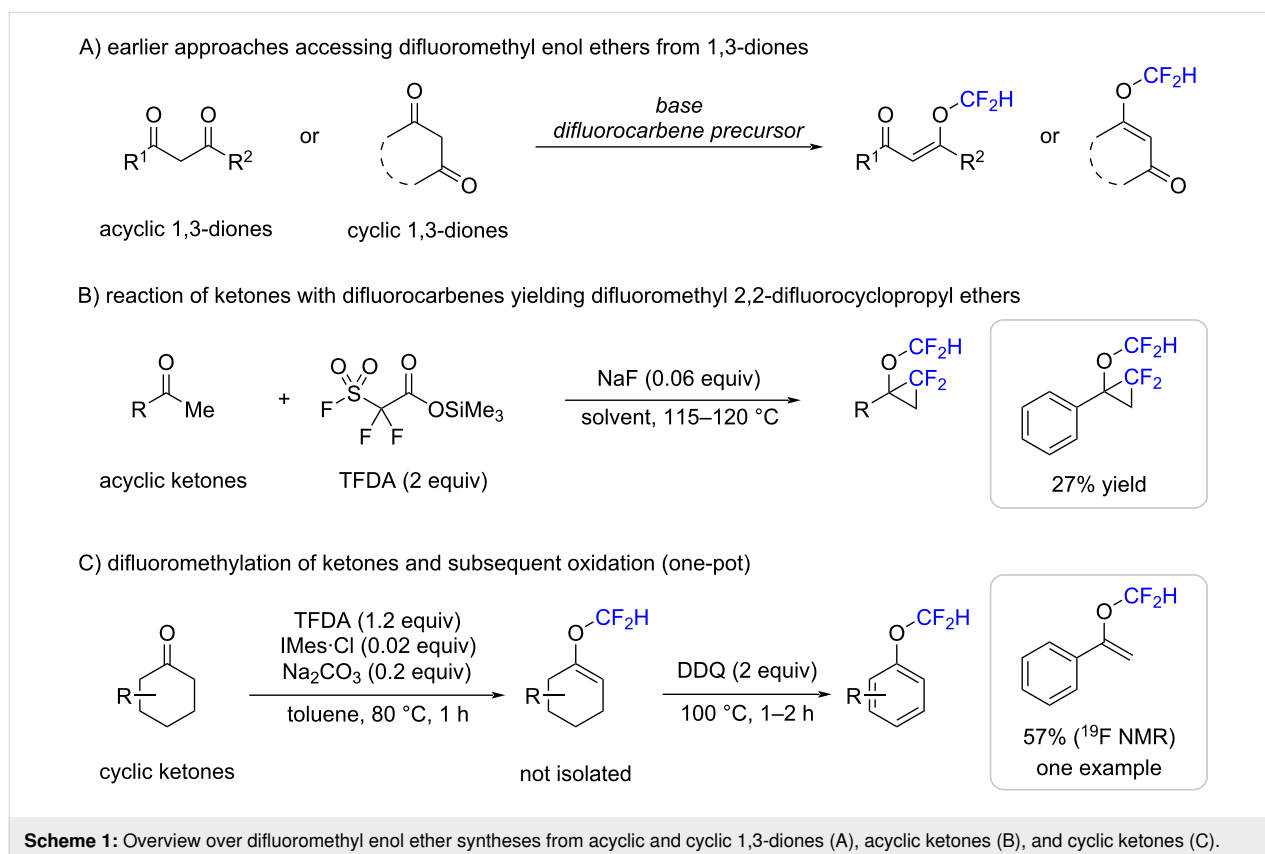 A) earlier approaches accessing difluoromethyl enol ethers from 1,3-diones
O O
R¹ R²
or
O
O
base
difluorocarbene precursor
O O CF₂H
R¹ R²
or
O CF₂H
O
acyclic 1,3-diones
cyclic 1,3-diones
B) reaction of ketones with difluorocarbenes yielding difluoromethyl 2,2-difluorocyclopropyl ethers
O
R Me
+
O O O
F S OSiMe₃
F F
NaF (0.06 equiv)
solvent, 115–120 °C
O CF₂H
CF₂
R
O CF₂H
CF₂
27% yield
acyclic ketones
TFDA (2 equiv)
C) difluoromethylation of ketones and subsequent oxidation (one-pot)
O
R
TFDA (1.2 equiv)
IMes·Cl (0.02 equiv)
Na₂CO₃ (0.2 equiv)
toluene, 80 °C, 1 h
O CF₂H
R
DDQ (2 equiv)
100 °C, 1–2 h
O CF₂H
R
O CF₂H
57% (¹⁹F NMR)
one example
cyclic ketones
not isolated
Scheme 1: Overview over difluoromethyl enol ether syntheses from acyclic and cyclic 1,3-diones (A), acyclic ketones (B), and cyclic ketones (C).